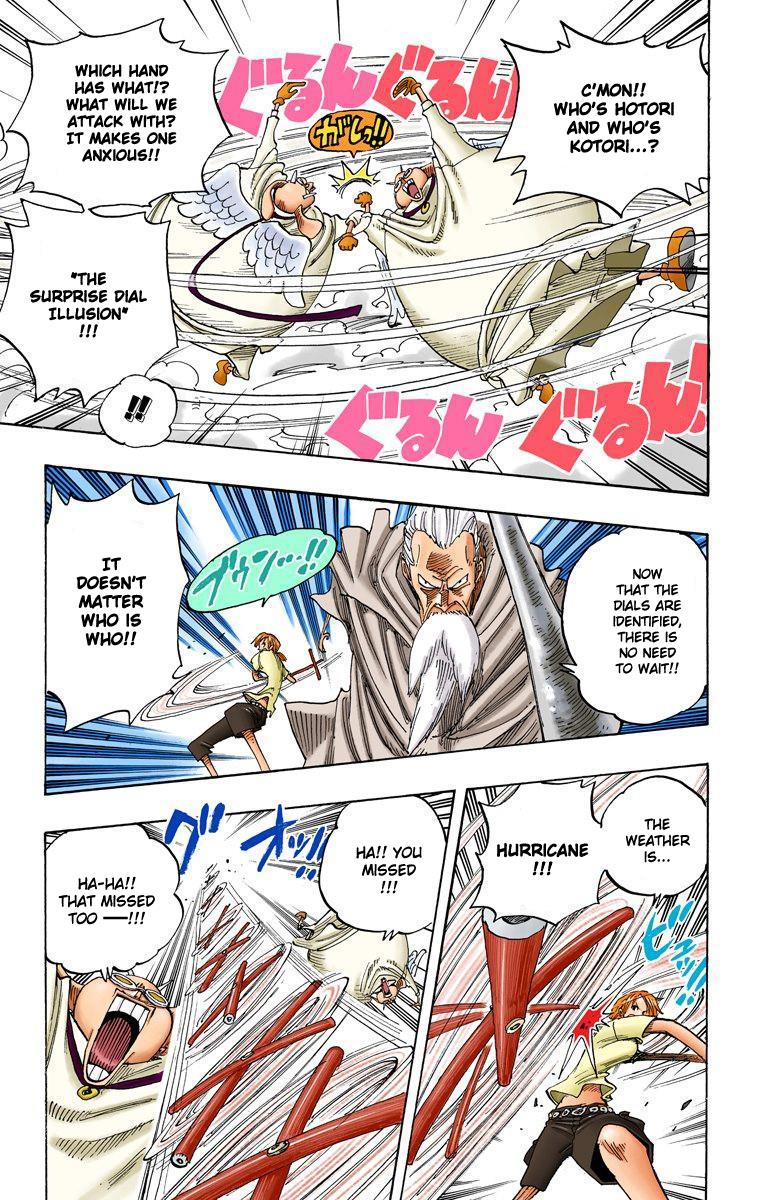 C'MON!!
WHO'S HOTORI
AND WHO'S
KOTORI...?
ぐるんぐるん!
WHICH HAND
HAS WHAT!?
WHAT WILL WE
ATTACK WITH?
IT MAKES ONE
ANXIOUS!!
がしっ!!
"THE
SURPRISE DIAL
ILLUSION"
!!!
!!
ぐるん ぐるん!
NOW
THAT THE
DIALS ARE
IDENTIFIED,
THERE IS
NO NEED
TO WAIT!!
ブウン…!!
IT
DOESN'T
MATTER
WHO IS
WHO!!
THE
WEATHER
IS...
HURRICANE
!!!
ビュッ!!
HA!! YOU
MISSED
!!!
オッ!!
グ
HA-HA!!
THAT MISSED
TOO —!!!